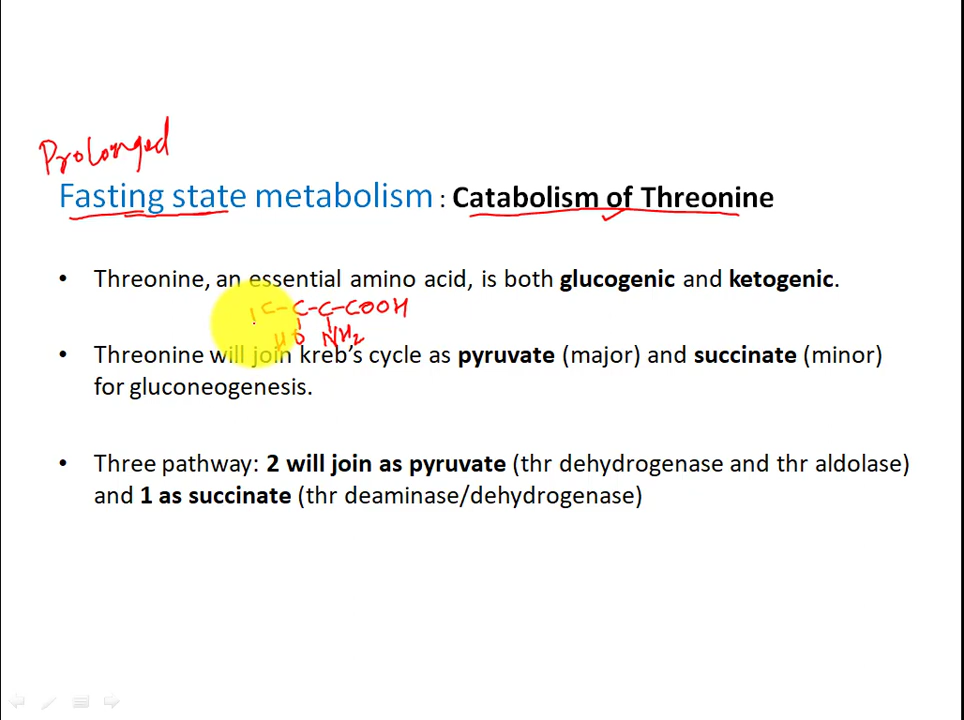 Prolonged
Fasting state metabolism : Catabolism of Threonine
• Threonine, an essential amino acid, is both glucogenic and ketogenic.
C-C-C-COOH
HO NH2
• Threonine will join kreb's cycle as pyruvate (major) and succinate (minor)
for gluconeogenesis.
• Three pathway: 2 will join as pyruvate (thr dehydrogenase and thr aldolase)
and 1 as succinate (thr deaminase/dehydrogenase)